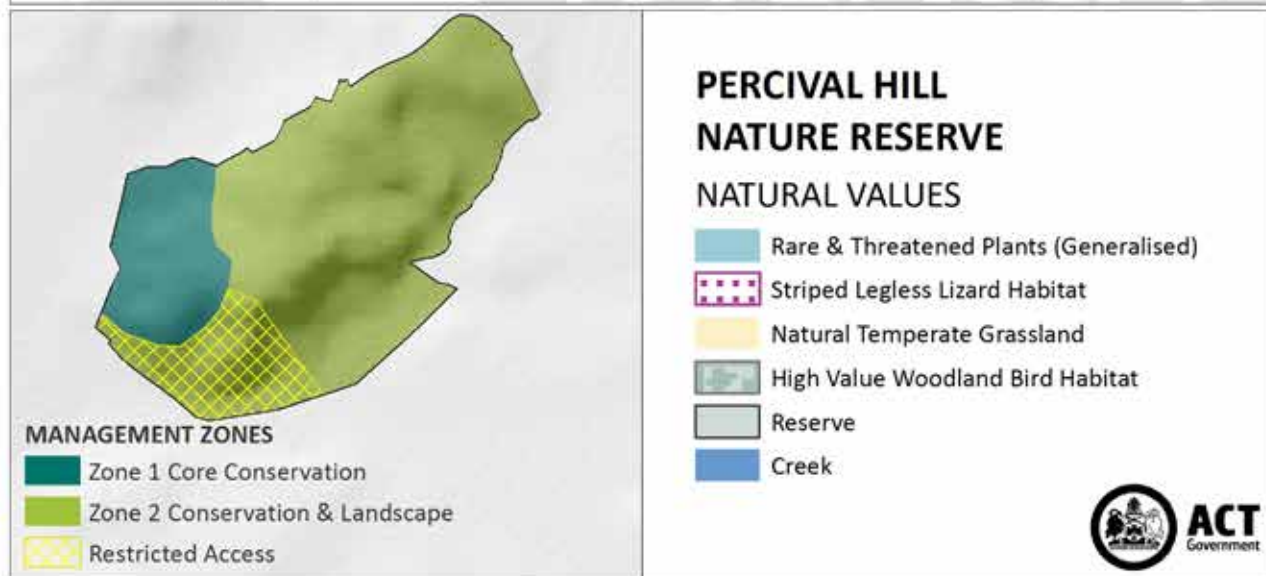 MANAGEMENT ZONES
Zone 1 Core Conservation
Zone 2 Conservation & Landscape
Restricted Access
PERCIVAL HILL
NATURE RESERVE
NATURAL VALUES
Rare & Threatened Plants (Generalised)
Striped Legless Lizard Habitat
Natural Temperate Grassland
High Value Woodland Bird Habitat
Reserve
Creek
ACT
Government